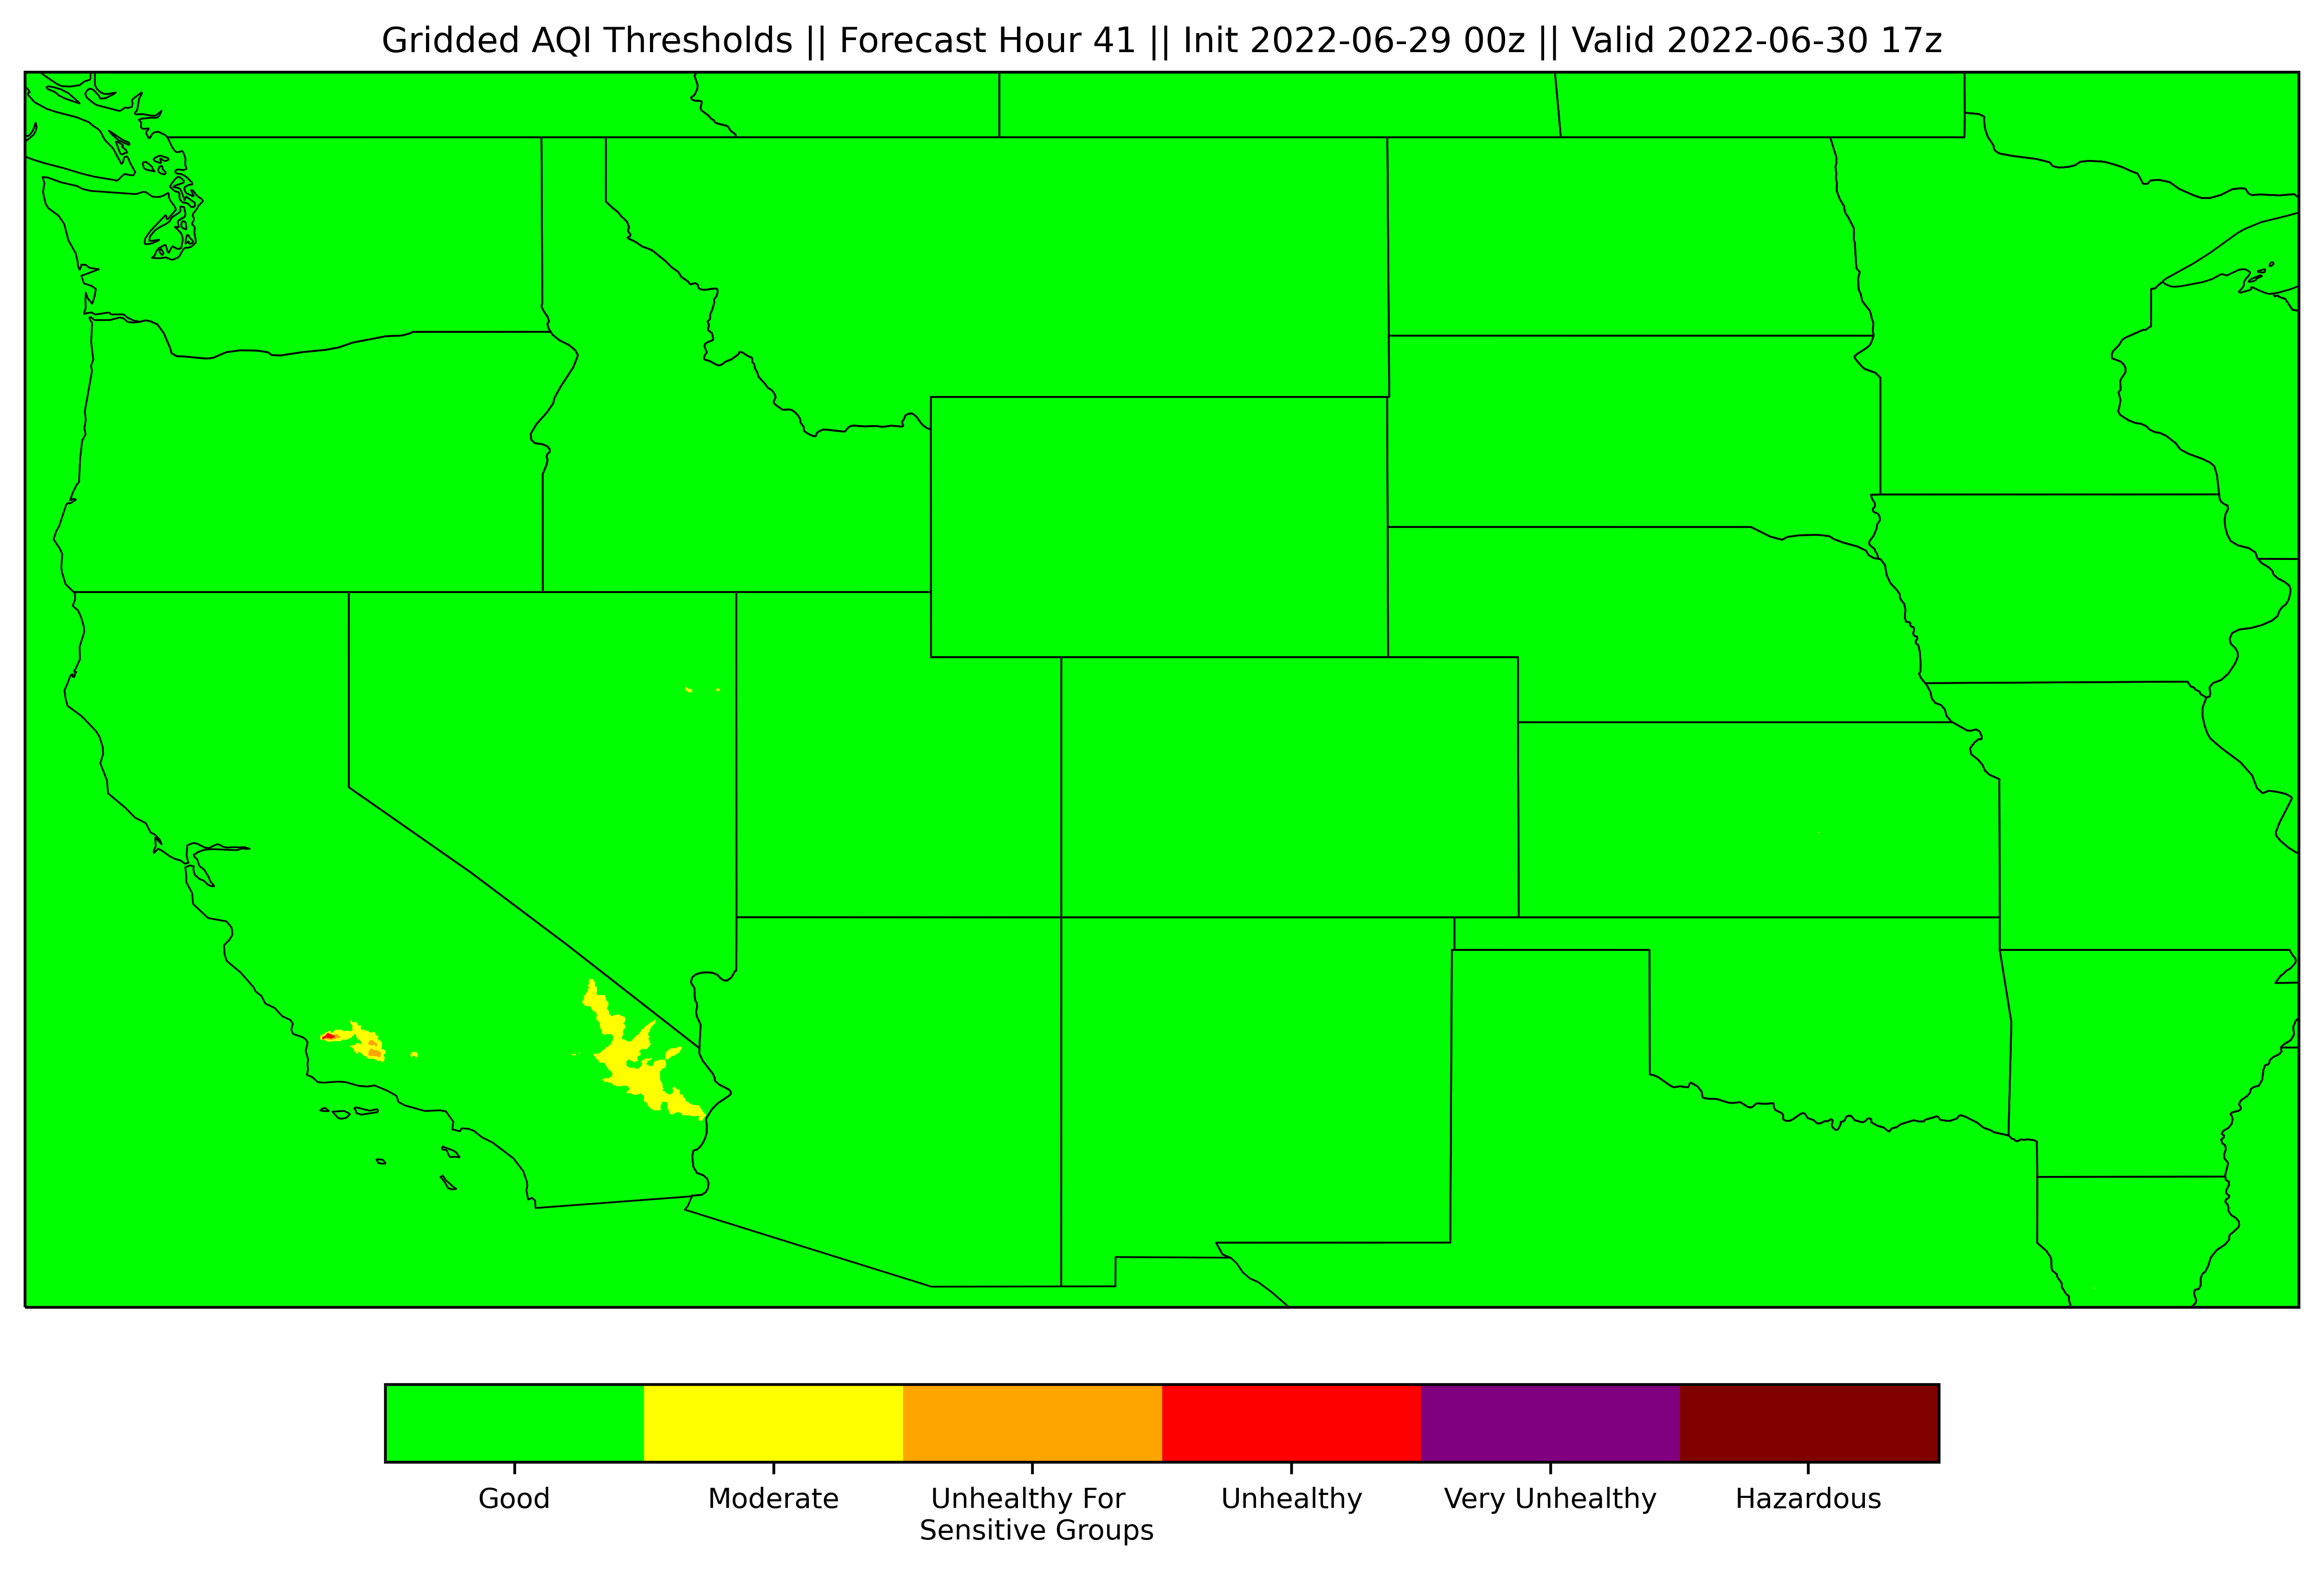 Gridded AQI Thresholds || Forecast Hour 41 || Init 2022-06-29 00z || Valid 2022-06-30 17z
Good
Moderate
Unhealthy For
Sensitive Groups
Unhealthy
Very Unhealthy
Hazardous